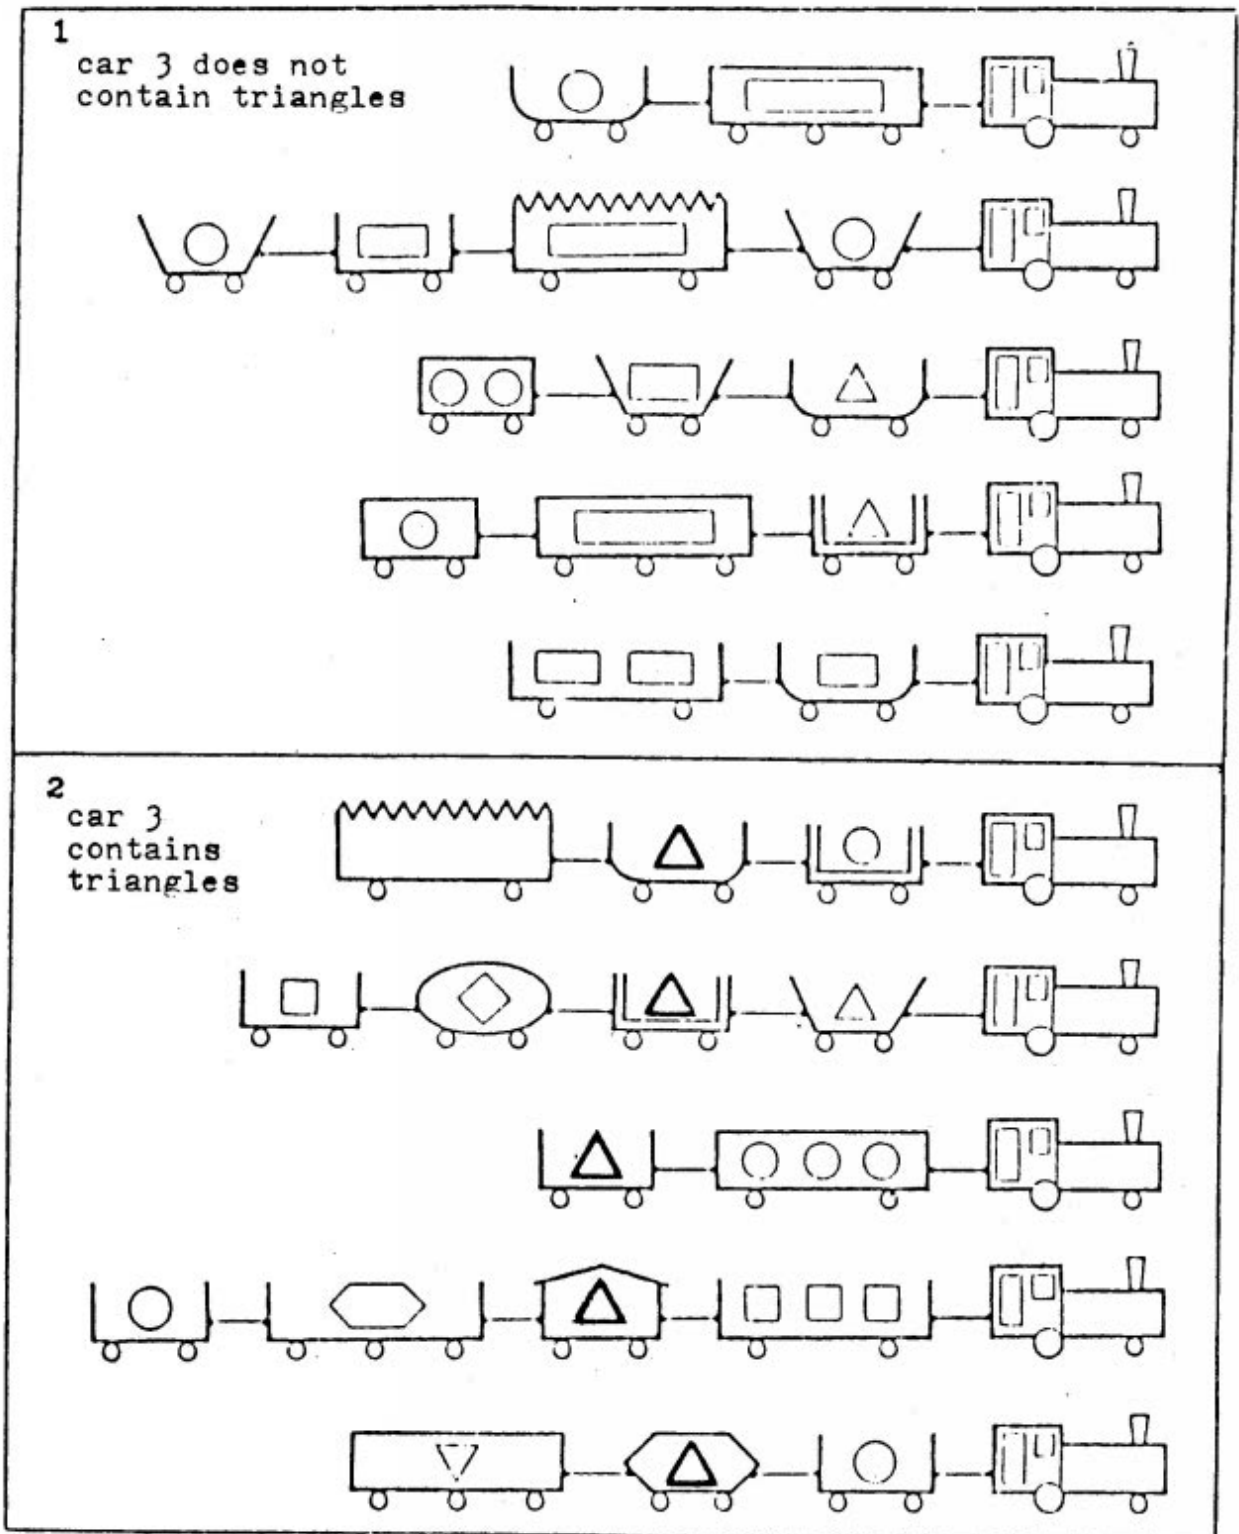 1
car 3 does not
contain triangles
2
car 3
contains
triangles